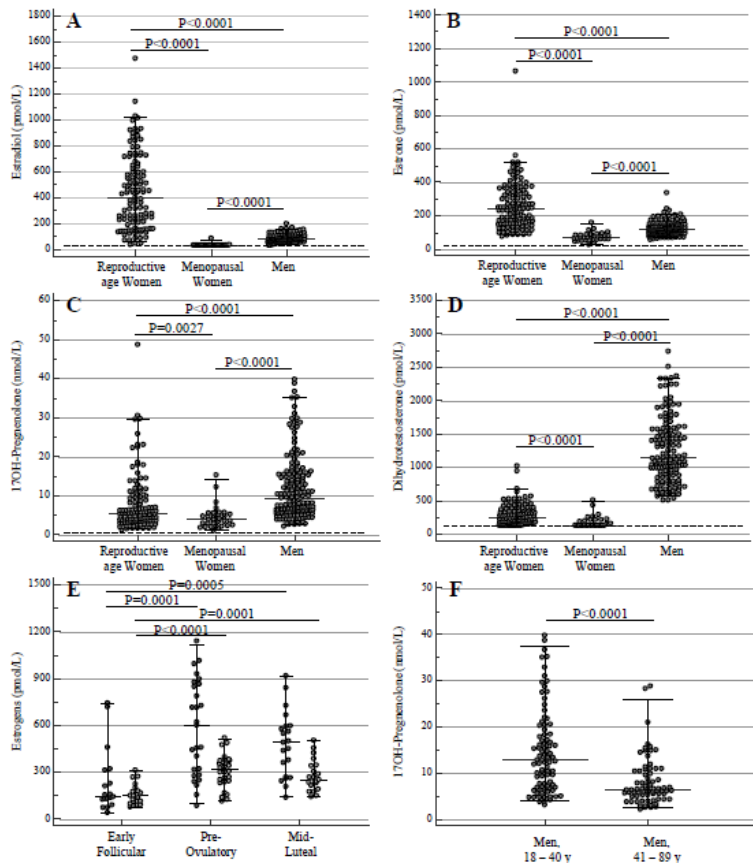 A
Estradiol (pmol/L)
1800
1600
1400
1200
1000
800
600
400
200
0
P<0.0001
P<0.0001
P<0.0001
Reproductive
age Women
Menopausal
Women
Men
B
Estrone (pmol/L)
1400
1200
1000
800
600
400
200
0
P<0.0001
P<0.0001
P<0.0001
Reproductive
age Women
Menopausal
Women
Men
C
17OH-Pregnenolone (nmol/L)
60
50
40
30
20
10
0
P<0.0001
P=0.0027
P<0.0001
Reproductive
age Women
Menopausal
Women
Men
D
Dihydrotestosterone (pmol/L)
3500
3000
2500
2000
1500
1000
500
0
P<0.0001
P<0.0001
P<0.0001
Reproductive
age Women
Menopausal
Women
Men
E
Estrogens (pmol/L)
1500
1200
900
600
300
0
P=0.0005
P=0.0001
P=0.0001
P<0.0001
Early
Follicular
Pre-
Ovulatory
Mid-
Luteal
F
17OH-Pregnenolone (nmol/L)
50
40
30
20
10
0
P<0.0001
Men,
18 – 40 y
Men,
41 – 89 y